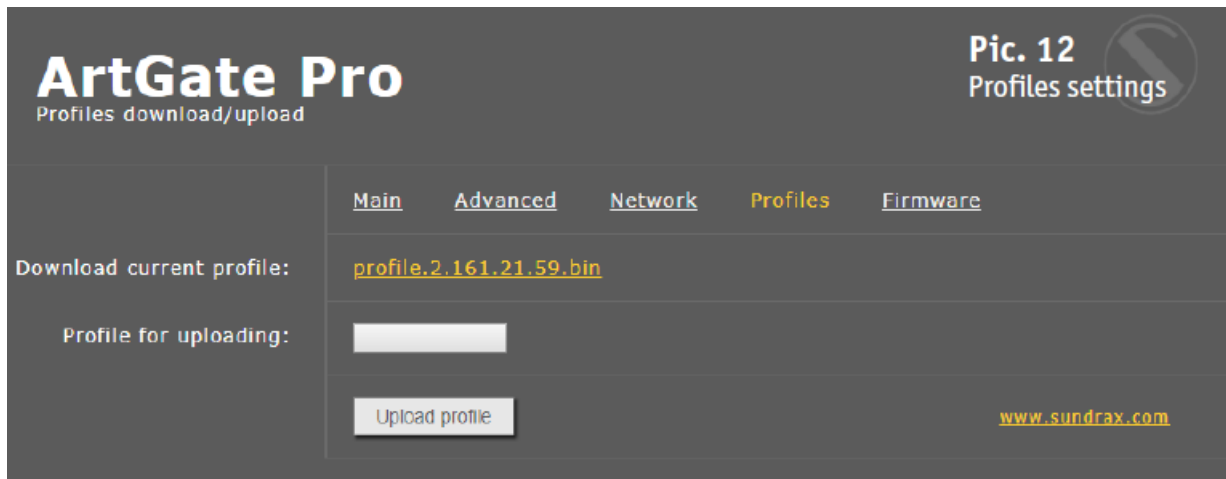 ArtGate Pro
Profiles download/upload
Pic. 12
Profiles settings
Main Advanced Network Profiles Firmware
Download current profile: profile.2.161.21.59.bin
Profile for uploading:
Upload profile
www.sundrax.com